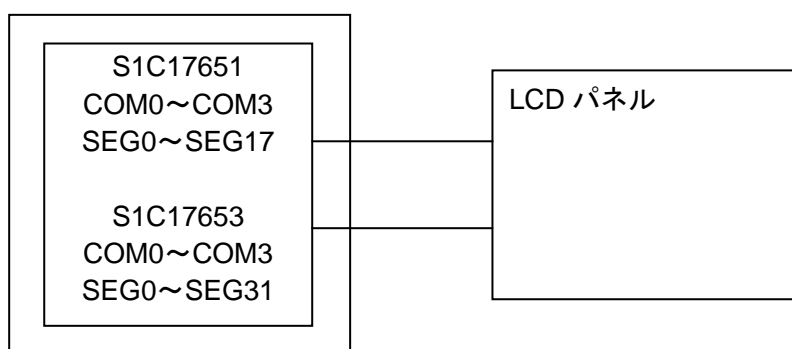 S1C17651
COM0～COM3
SEG0～SEG17
S1C17653
COM0～COM3
SEG0～SEG31
LCD パネル